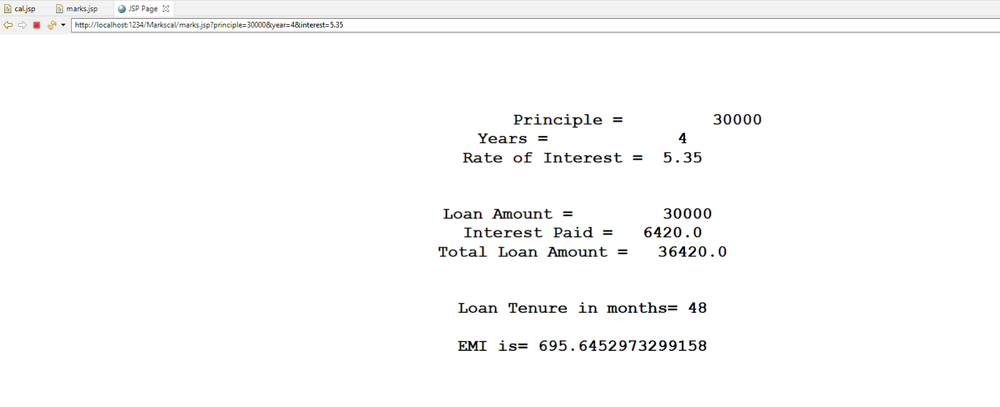 cal.jsp marks.jsp JSP Page
http://localhost:1234/Markscal/marks.jsp?principle=30000&year=4&interest=5.35
Principle = 30000
Years = 4
Rate of Interest = 5.35
Loan Amount = 30000
Interest Paid = 6420.0
Total Loan Amount = 36420.0
Loan Tenure in months= 48
EMI is= 695.6452973299158